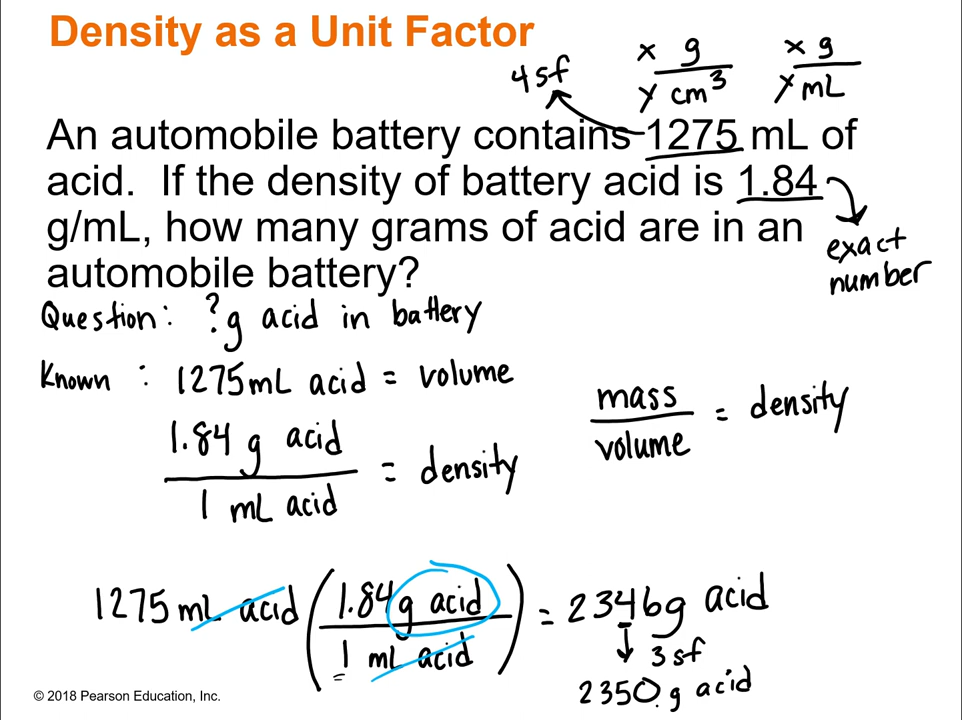 Density as a Unit Factor
4 sf
x g / y cm³
x g / y mL
An automobile battery contains 1275 mL of
acid. If the density of battery acid is 1.84
g/mL, how many grams of acid are in an
automobile battery?
exact
number
Question: ? g acid in battery
Known : 1275 mL acid = volume
1.84 g acid / 1 mL acid = density
mass / volume = density
1275 mL acid (1.84 g acid / 1 mL acid) = 2346 g acid
↓ 3 sf
2350 g acid
© 2018 Pearson Education, Inc.